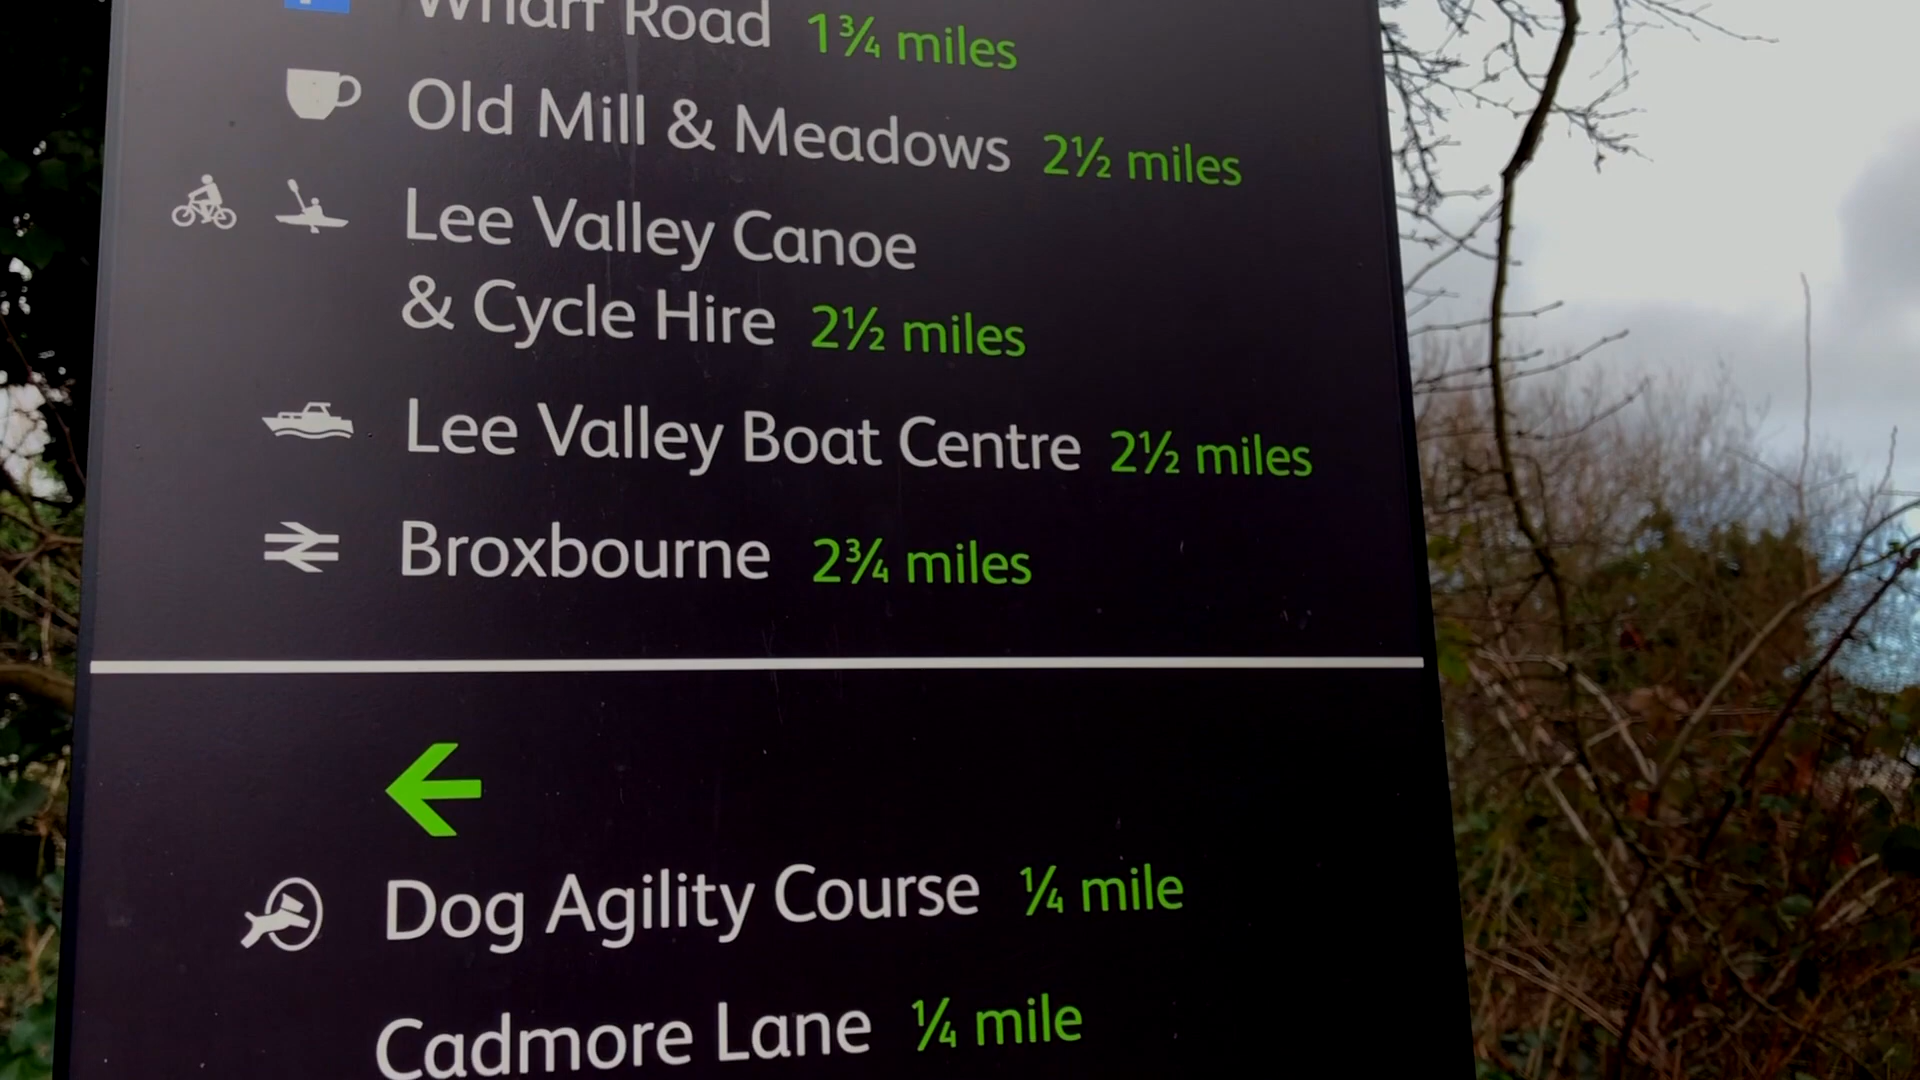 Wharf Road 1¾ miles
Old Mill & Meadows 2½ miles
Lee Valley Canoe
& Cycle Hire 2½ miles
Lee Valley Boat Centre 2½ miles
Broxbourne 2¾ miles
Dog Agility Course ¼ mile
Cadmore Lane ¼ mile